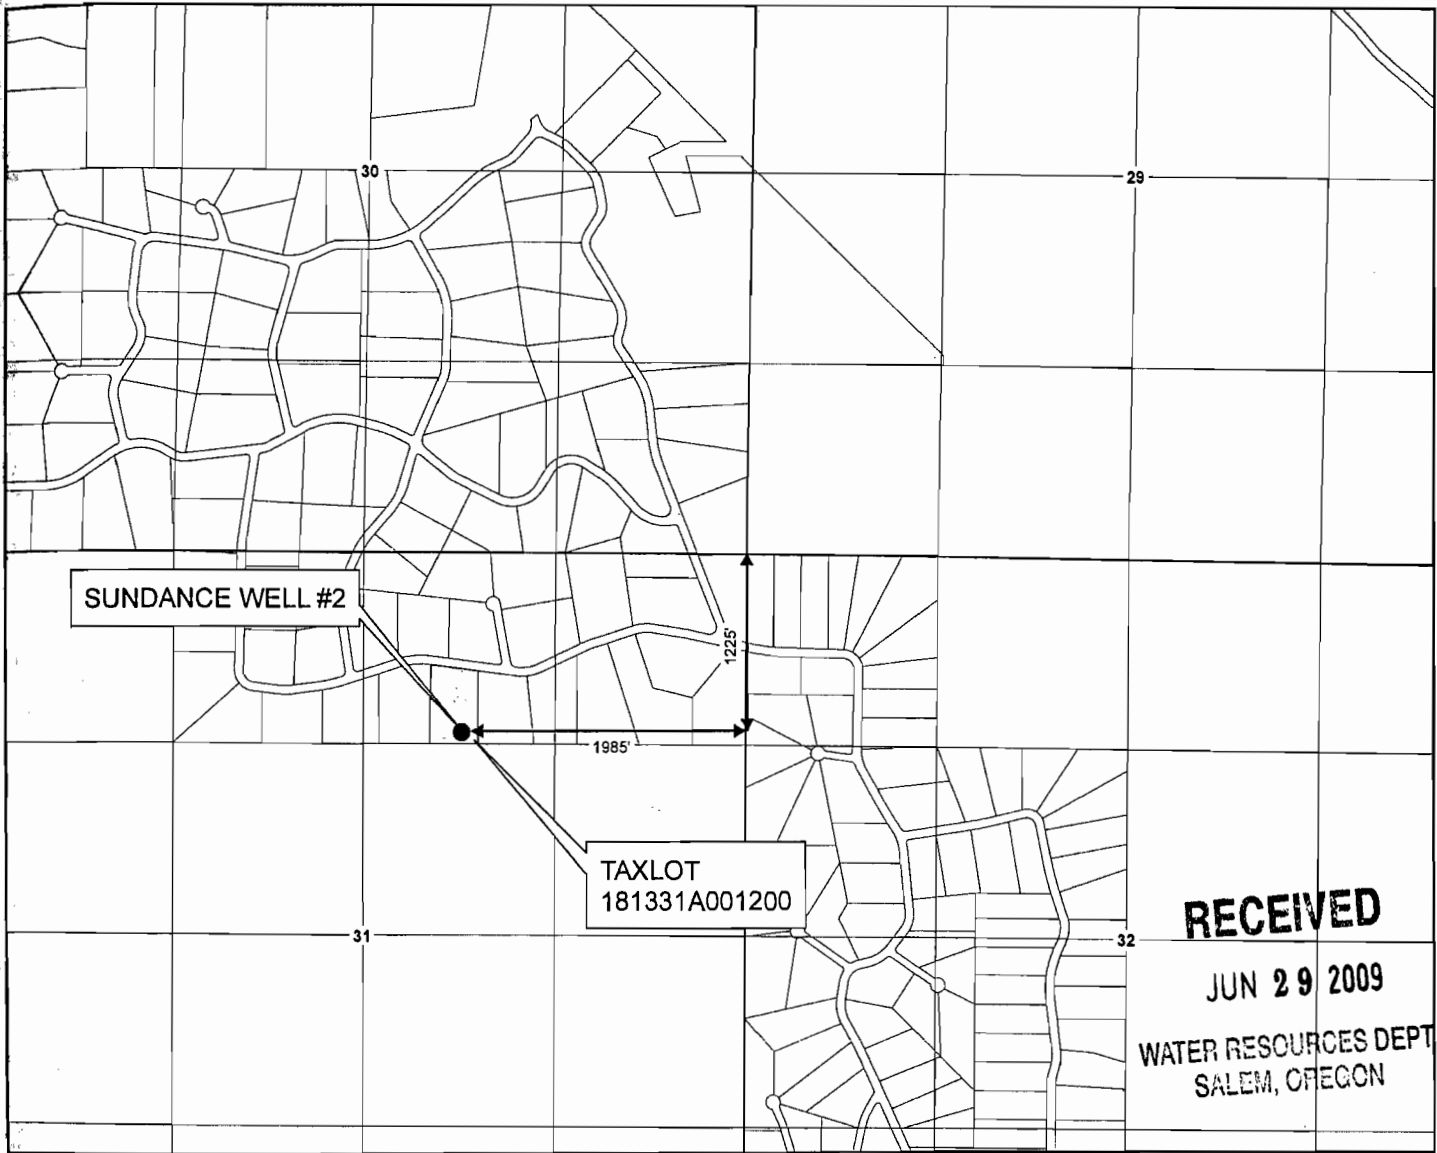 30
29
SUNDANCE WELL #2
1225'
1985'
TAXLOT
181331A001200
31
32
RECEIVED
JUN 29 2009
WATER RESOURCES DEPT
SALEM, OREGON